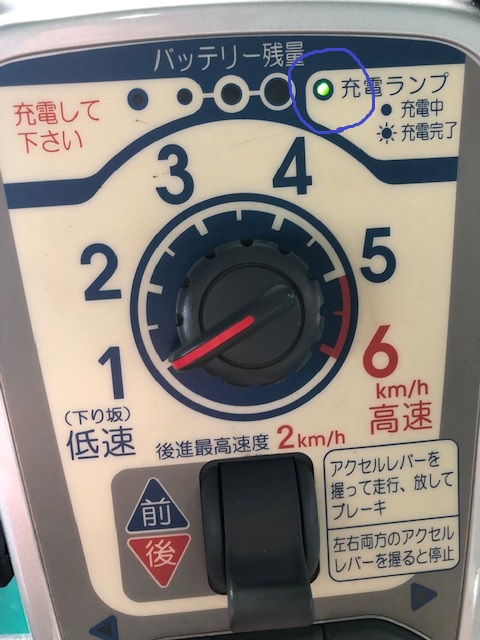 バッテリー残量
充電して
下さい
充電ランプ
充電中
充電完了
3
4
2
5
1
6
km/h
(下り坂)
低速
高速
後進最高速度 2km/h
前
後
アクセルレバーを
握って走行、放して
ブレーキ
左右両方のアクセル
レバーを握ると停止